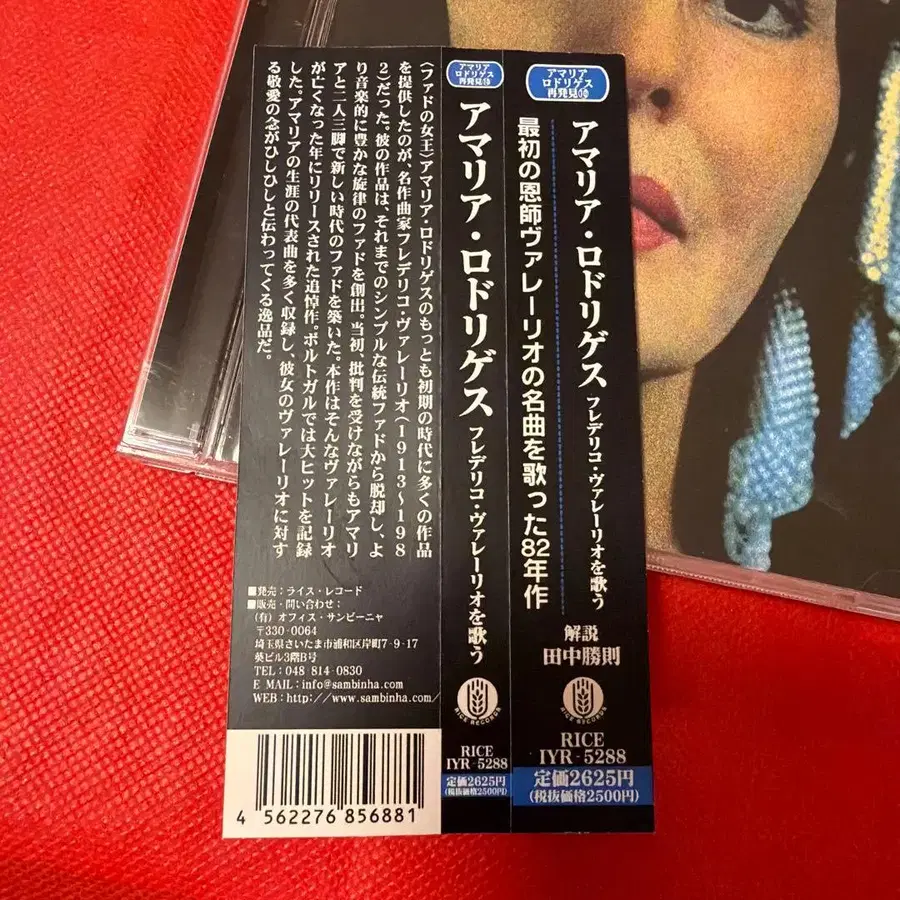 アマリア
ロドリゲス
再発見
アマリア・ロドリゲス フレデリコ・ヴァレーリオを歌う
最初の恩師ヴァレーリオの名曲を歌った82年作
解説
田中勝則
RICE RECORDS
RICE
IYR-5288
定価2625円
(税抜価格2500円)
アマリア
ロドリゲス
再発見
アマリア・ロドリゲス フレデリコ・ヴァレーリオを歌う
RICE RECORDS
RICE
IYR-5288
定価2625円
(税抜価格2500円)
〈ファドの女王〉アマリア・ロドリゲスのもっとも初期の時代に多くの作品
を提供したのが、名作曲家フレデリコ・ヴァレーリオ(1913〜198
2)だった。彼の作品は、それまでのシンプルな伝統ファドから脱却し、よ
り音楽的に豊かな旋律のファドを創出。当初、批判を受けながらもアマリ
アと二人三脚で新しい時代のファドを築いた。本作はそんなヴァレーリオ
が亡くなった年にリリースされた追悼作。ポルトガルでは大ヒットを記録
した。アマリアの生涯の代表曲を多く収録し、彼女のヴァレーリオに対す
る敬愛の念がひしひしと伝わってくる逸品だ。
■発売：ライス・レコード
■販売・問い合わせ：
(有) オフィス・サンビーニャ
〒330-0064
埼玉県さいたま市浦和区岸町7-9-17
葵ビル3階B号
TEL：048 814-0830
E MAIL：info@sambinha.com
WEB：http://www.sambinha.com/
4 562276 856881